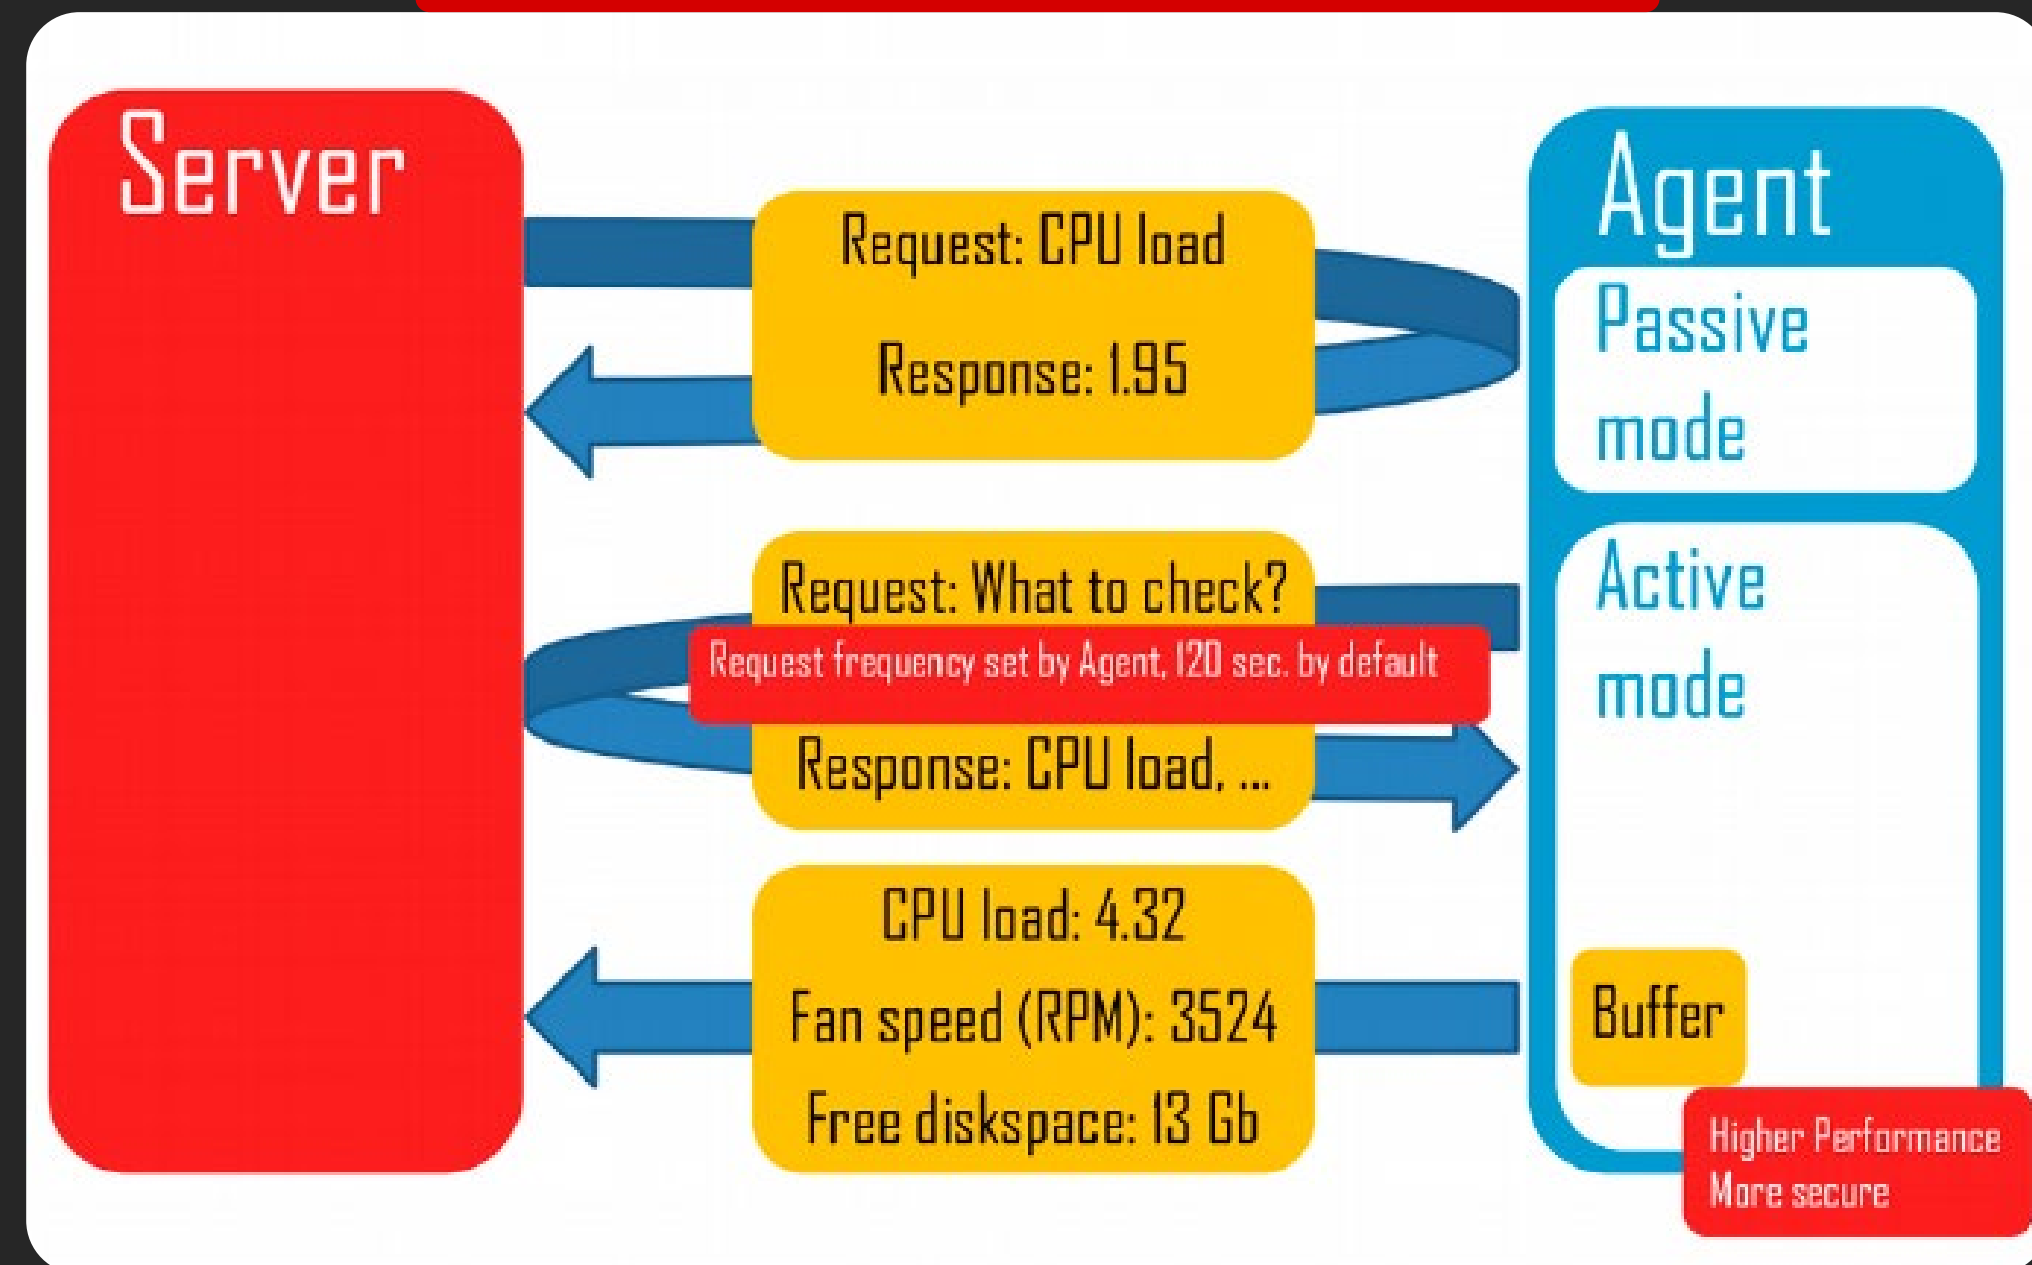 Server
Request: CPU load
Response: 1.95
Request: What to check?
Request frequency set by Agent, 120 sec. by default
Response: CPU load, ...
CPU load: 4.32
Fan speed (RPM): 3524
Free diskspace: 13 Gb
Agent
Passive
mode
Active
mode
Buffer
Higher Performance
More secure